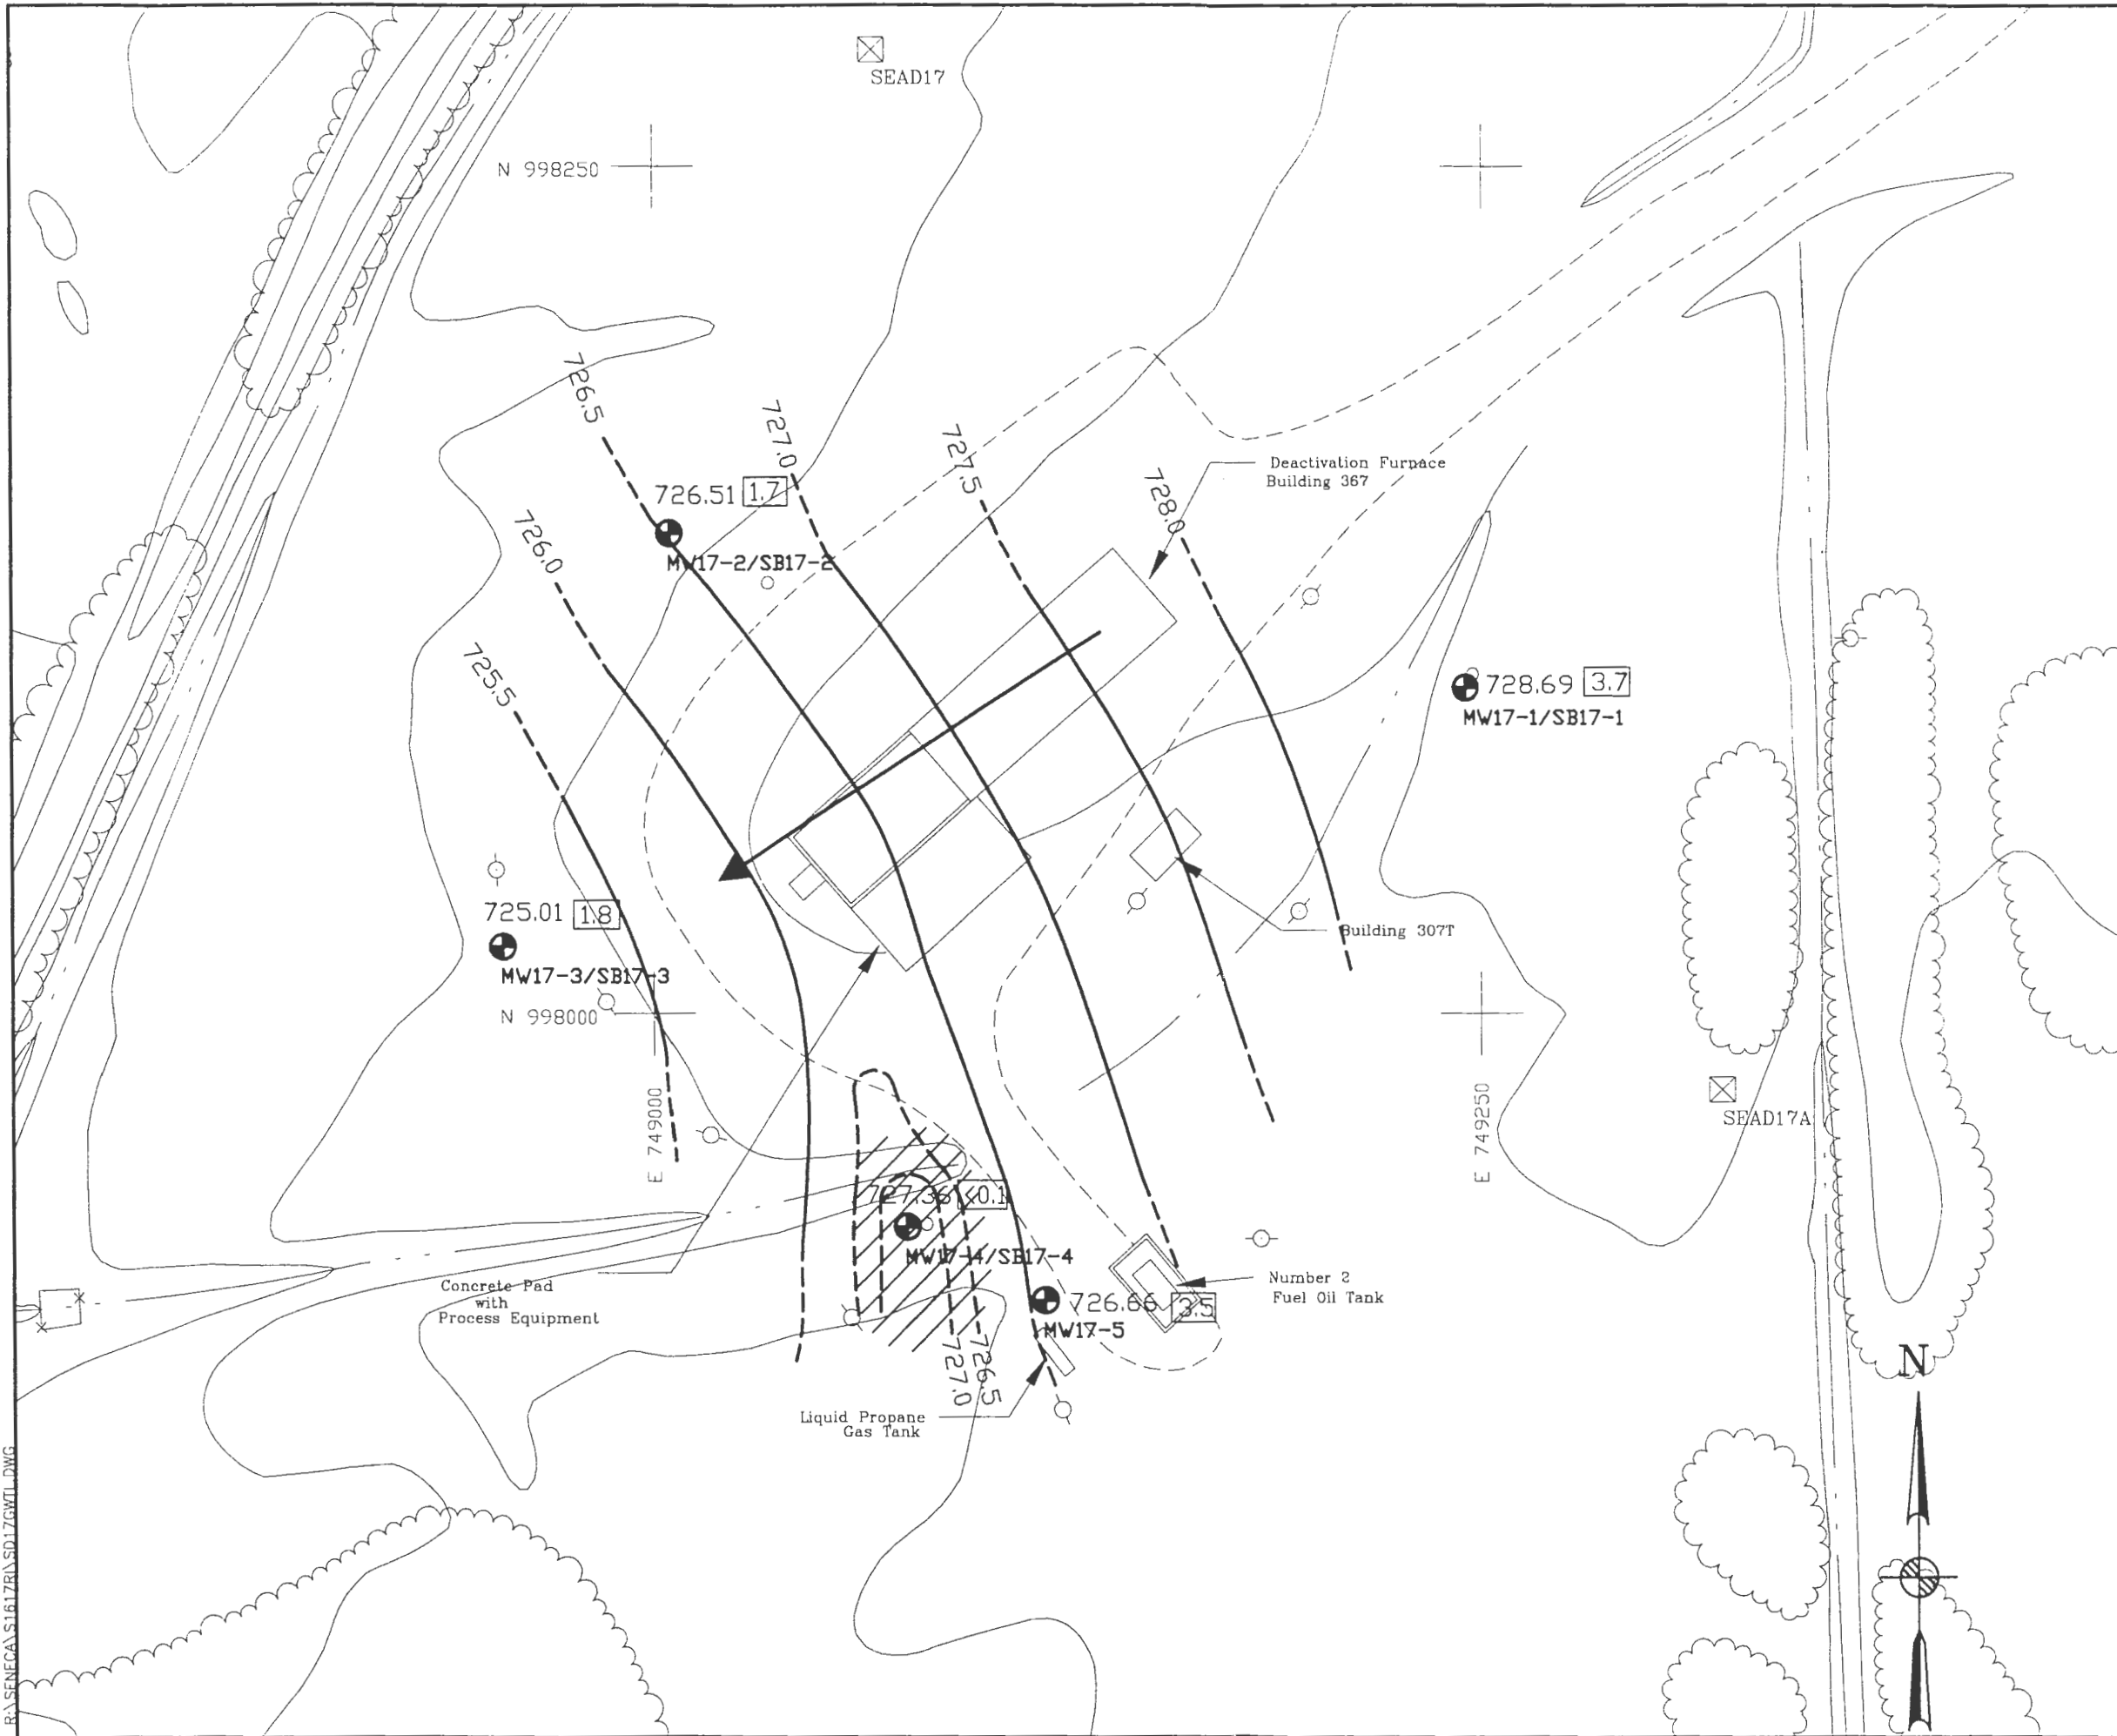 SEAD17
N 998250
726.5
727.0
727.5
728.0
Deactivation Furnace
Building 367
726.51 1.7
MW17-2/SB17-2
726.0
725.5
728.69 3.7
MW17-1/SB17-1
725.01 1.8
MW17-3/SB17-3
N 998000
Building 307T
E 749000
E 749250
SEAD17A
727.36 <0.1
MW17-4/SB17-4
Concrete Pad
with
Process Equipment
Number 2
Fuel Oil Tank
726.66 3.5
MW17-5
727.0
726.5
Liquid Propane
Gas Tank
N
R:\SENECA\S1617RI\SD17GWTL.DWG